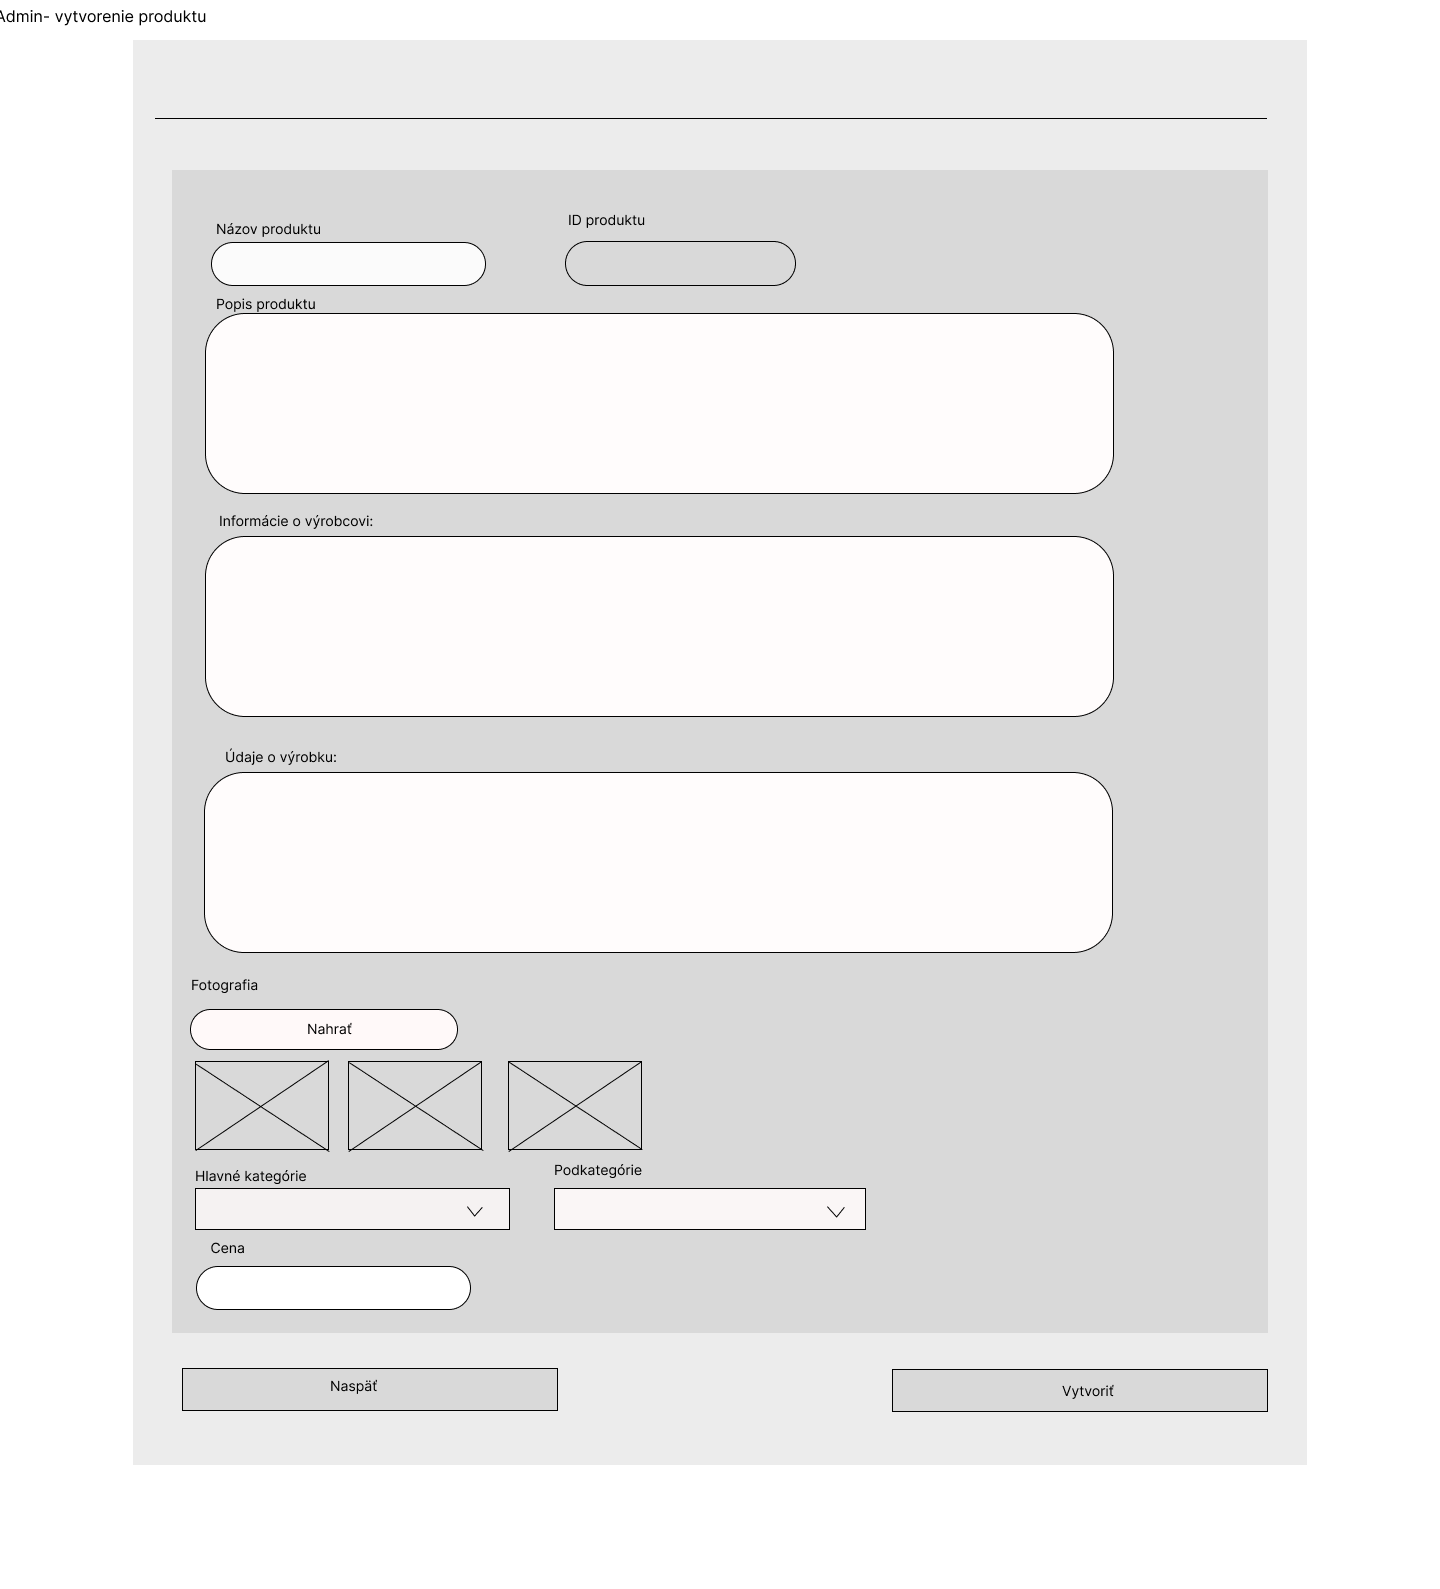 Admin- vytvorenie produktu
Názov produktu
ID produktu
Popis produktu
Informácie o výrobcovi:
Údaje o výrobku:
Fotografia
Nahrať
Hlavné kategórie
Podkategórie
Cena
Naspäť
Vytvoriť